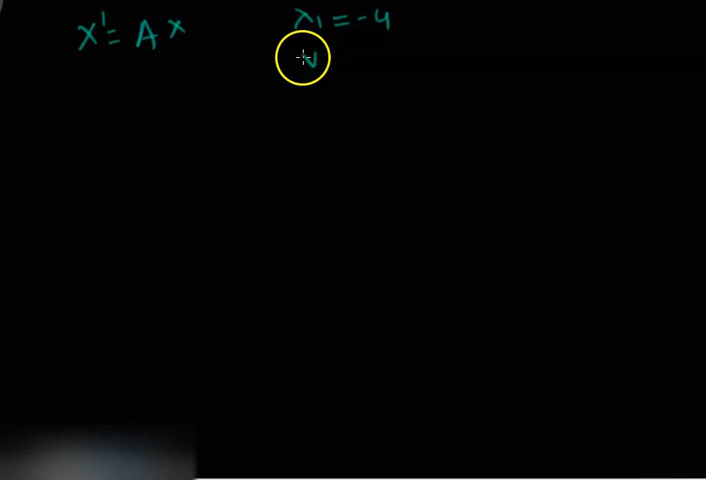 x' = A x
λ1 = -4
v